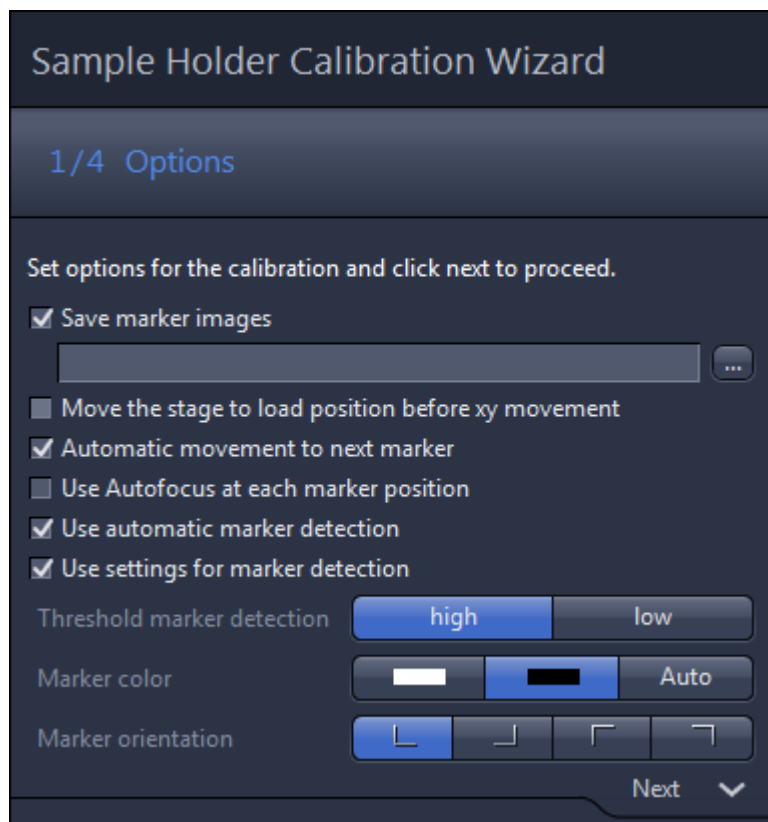 Sample Holder Calibration Wizard
1/4 Options
Set options for the calibration and click next to proceed.
Save marker images
...
Move the stage to load position before xy movement
Automatic movement to next marker
Use Autofocus at each marker position
Use automatic marker detection
Use settings for marker detection
Threshold marker detection high low
Marker color Auto
Marker orientation
Next